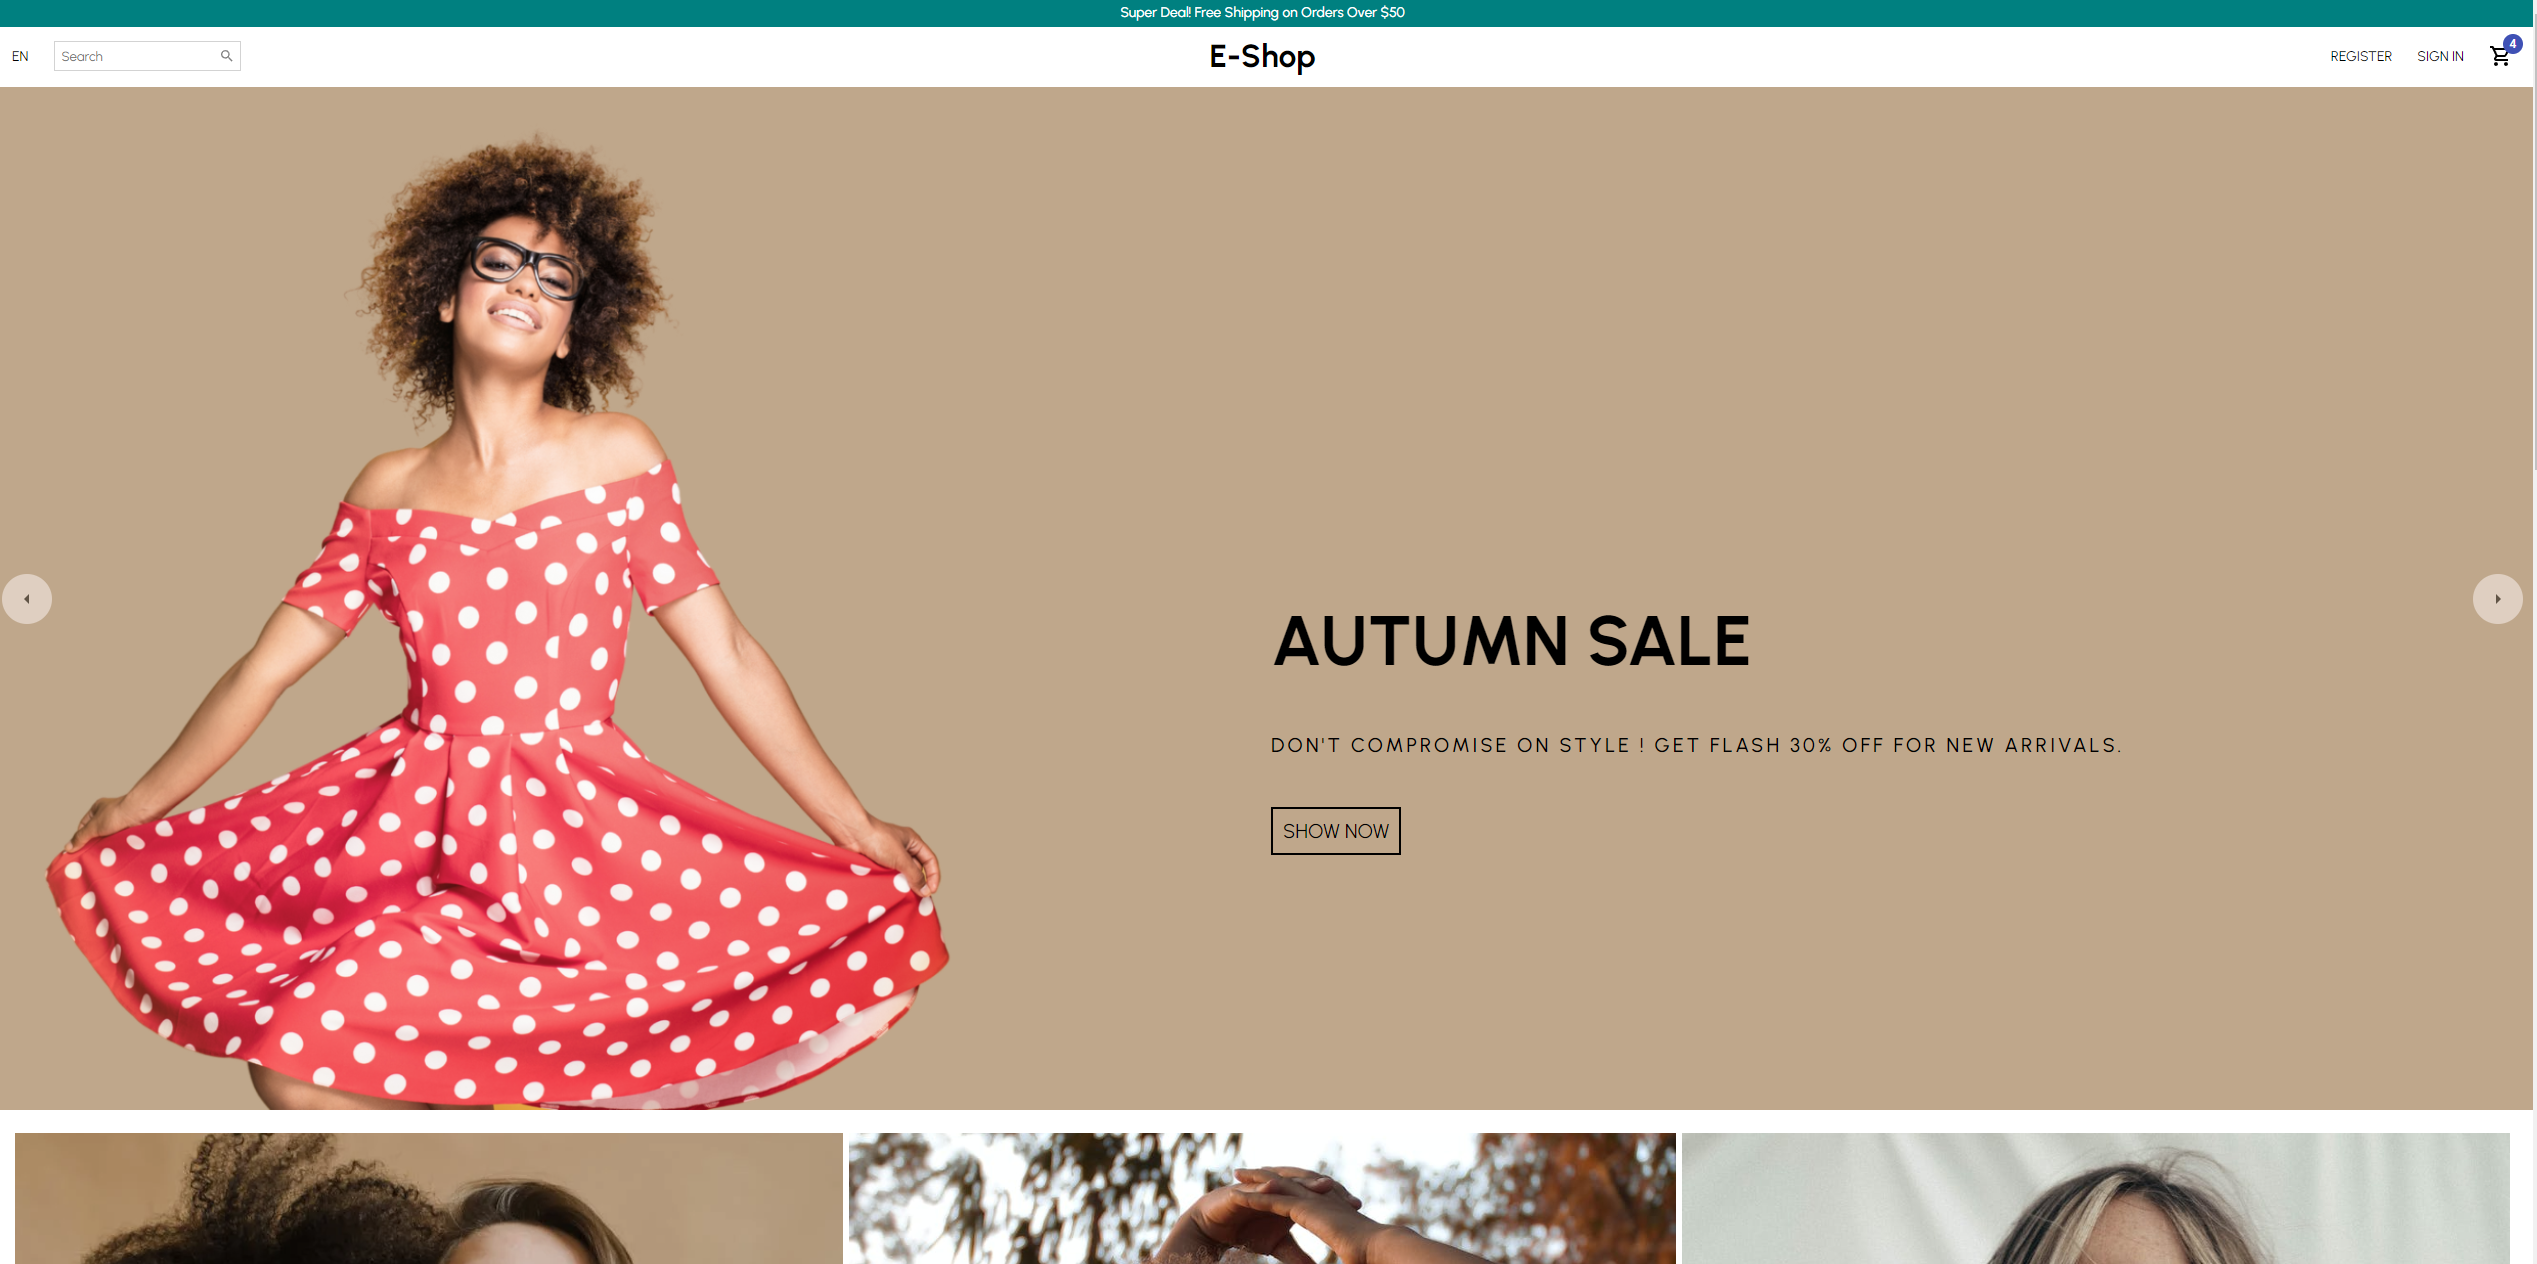 Super Deal! Free Shipping on Orders Over $50
EN
Search
E-Shop
REGISTER
SIGN IN
4
AUTUMN SALE
DON'T COMPROMISE ON STYLE ! GET FLASH 30% OFF FOR NEW ARRIVALS.
SHOW NOW